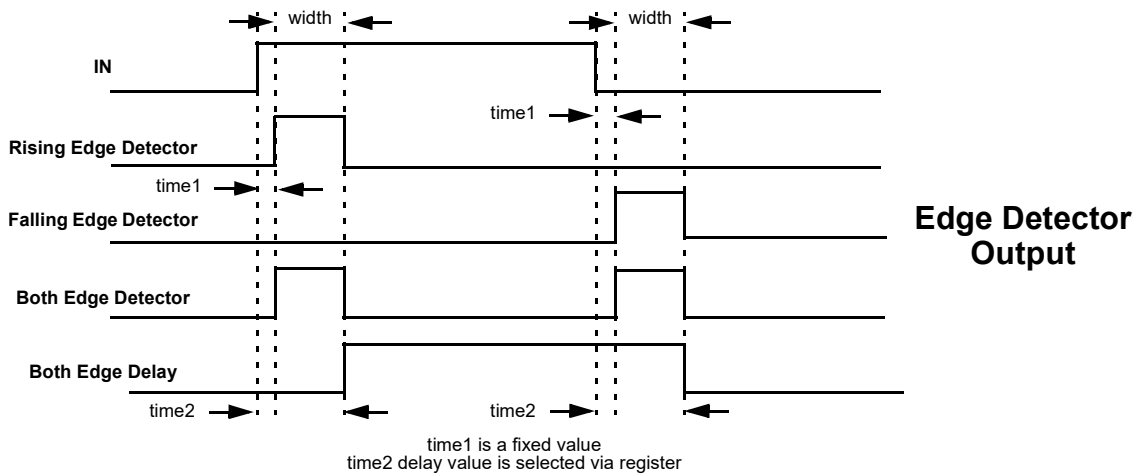 width
width
IN
time1
Rising Edge Detector
time1
Falling Edge Detector
Edge Detector
Output
Both Edge Detector
Both Edge Delay
time2
time2
time1 is a fixed value
time2 delay value is selected via register